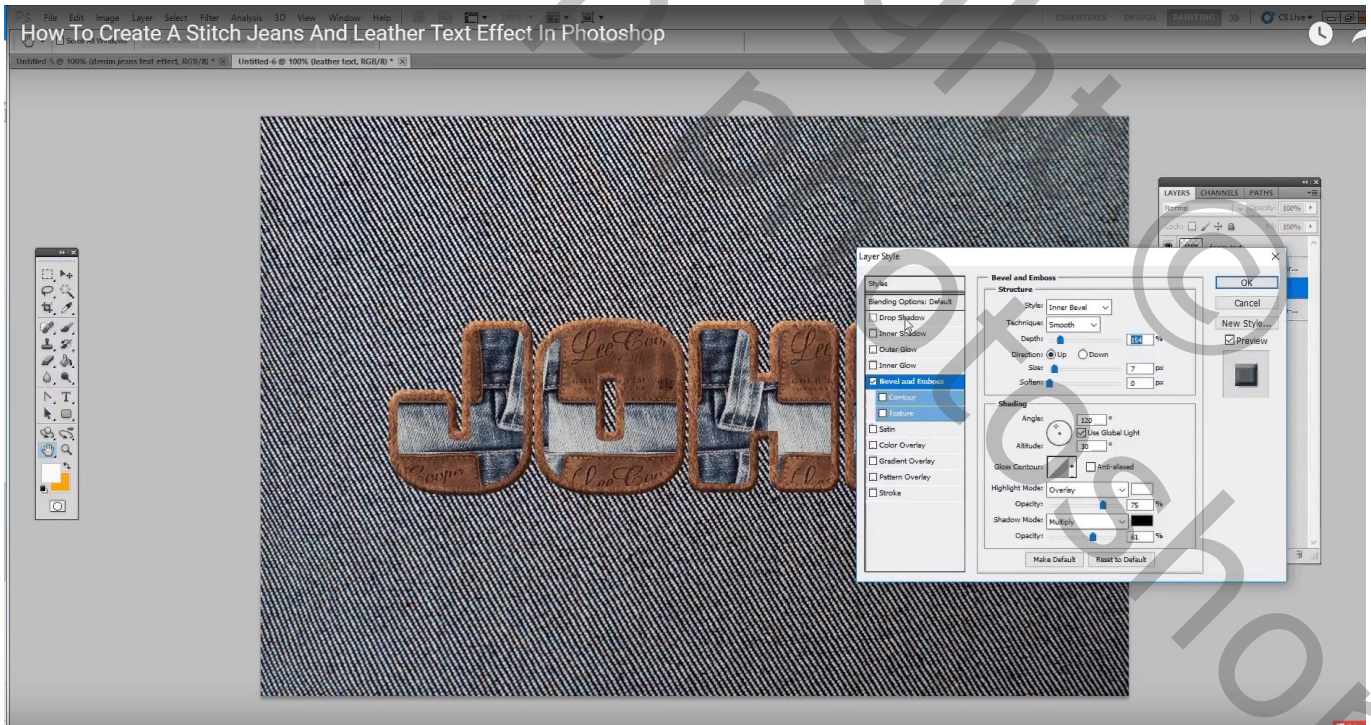 PS File Edit Image Layer Select Filter Analysis 3D View Window Help
ESSENTIALS DESIGN PAINTING >> CS Live
How To Create A Stitch Jeans And Leather Text Effect In Photoshop
Untitled-5 @ 100% (denim jeans text effect, RGB/8) * Untitled-6 @ 100% (leather text, RGB/8) *
LAYERS CHANNELS PATHS
Normal Opacity: 100%
Lock: 100%
Layer Style
Styles
Blending Options: Default
Drop Shadow
Inner Shadow
Outer Glow
Inner Glow
Bevel and Emboss
Contour
Texture
Satin
Color Overlay
Gradient Overlay
Pattern Overlay
Stroke
Bevel and Emboss
Structure
Style: Inner Bevel
Technique: Smooth
Depth: %
Direction: Up Down
Size: 7 px
Soften: 0 px
Shading
Angle: 120 °
Use Global Light
Altitude: 30 °
Gloss Contour: Anti-aliased
Highlight Mode: Overlay
Opacity: 75 %
Shadow Mode: Multiply
Opacity: 61 %
Make Default Reset to Default
OK
Cancel
New Style...
Preview
JOH
Lee Coop
Lee
Cooper
Lee Coo
©